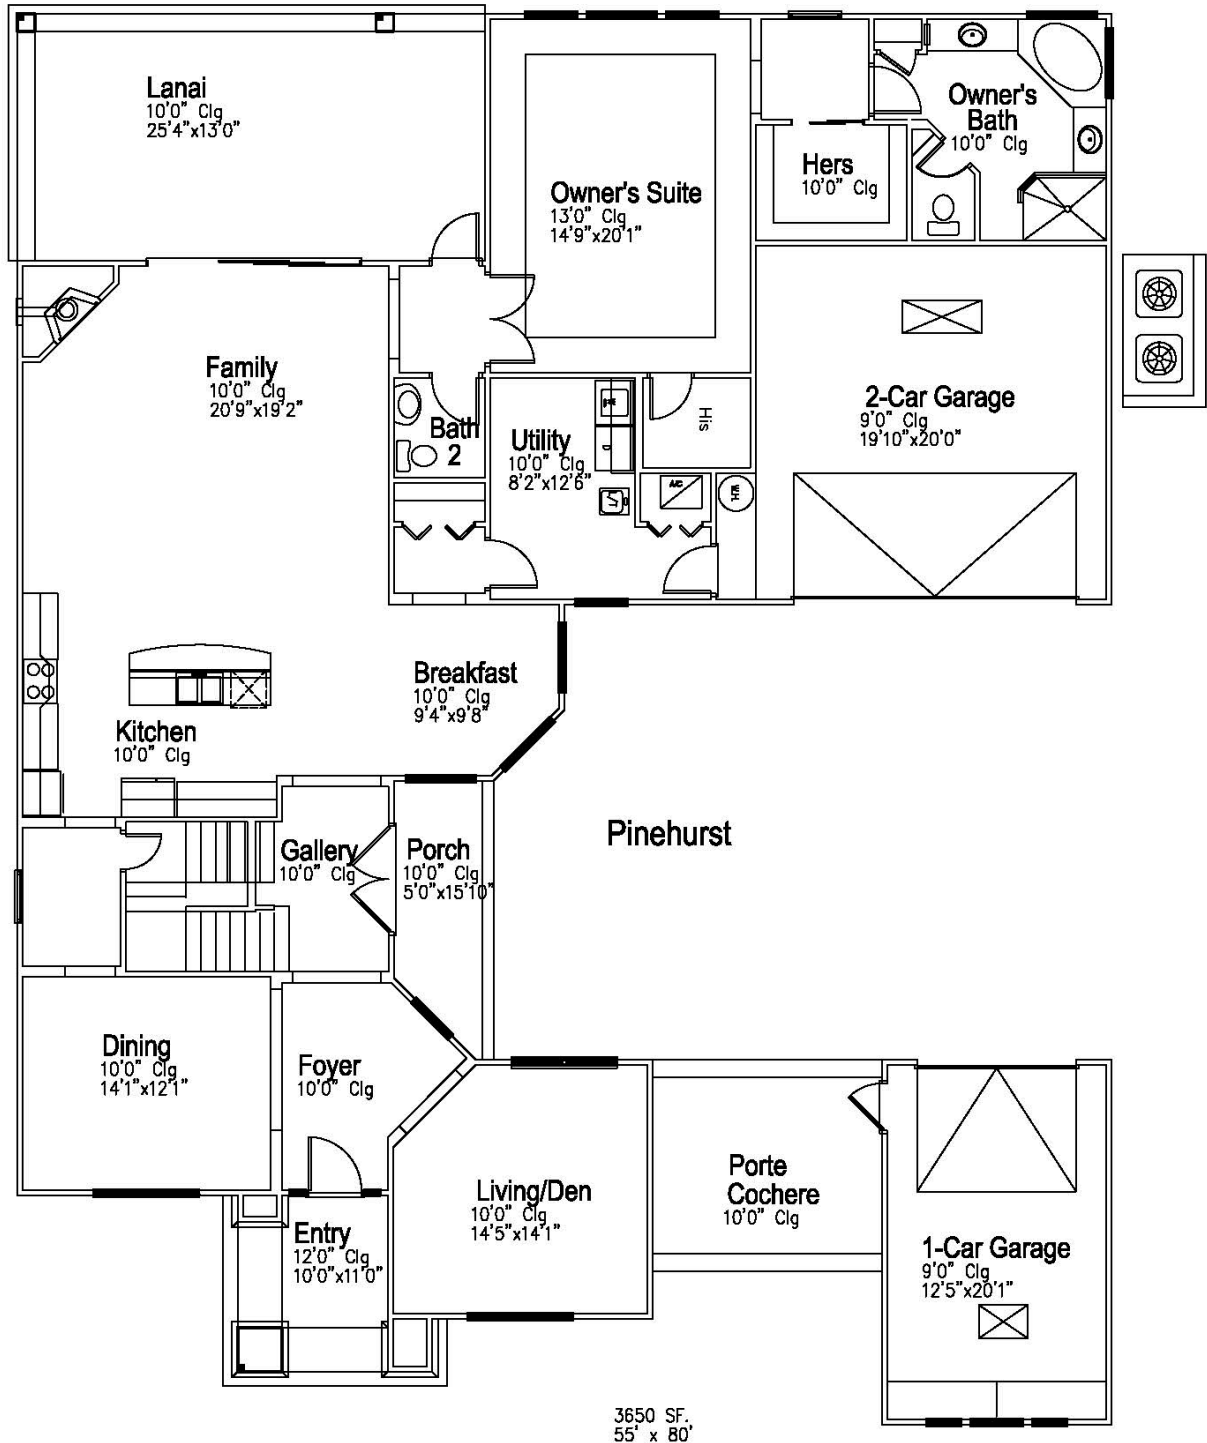 Lanai
10'0" Clg
25'4"x13'0"
Owner's Suite
13'0" Clg
14'9"x20'1"
Hers
10'0" Clg
Owner's
Bath
10'0" Clg
Family
10'0" Clg
20'9"x19'2"
Bath
2
Utility
10'0" Clg
8'2"x12'6"
His
A/C
W.H.
2-Car Garage
9'0" Clg
19'10"x20'0"
Breakfast
10'0" Clg
9'4"x9'8"
Kitchen
10'0" Clg
Gallery
10'0" Clg
Porch
10'0" Clg
5'0"x15'10"
Pinehurst
Dining
10'0" Clg
14'1"x12'1"
Foyer
10'0" Clg
Living/Den
10'0" Clg
14'5"x14'1"
Porte
Cochere
10'0" Clg
Entry
12'0" Clg
10'0"x11'0"
1-Car Garage
9'0" Clg
12'5"x20'1"
3650 SF.
55' x 80'